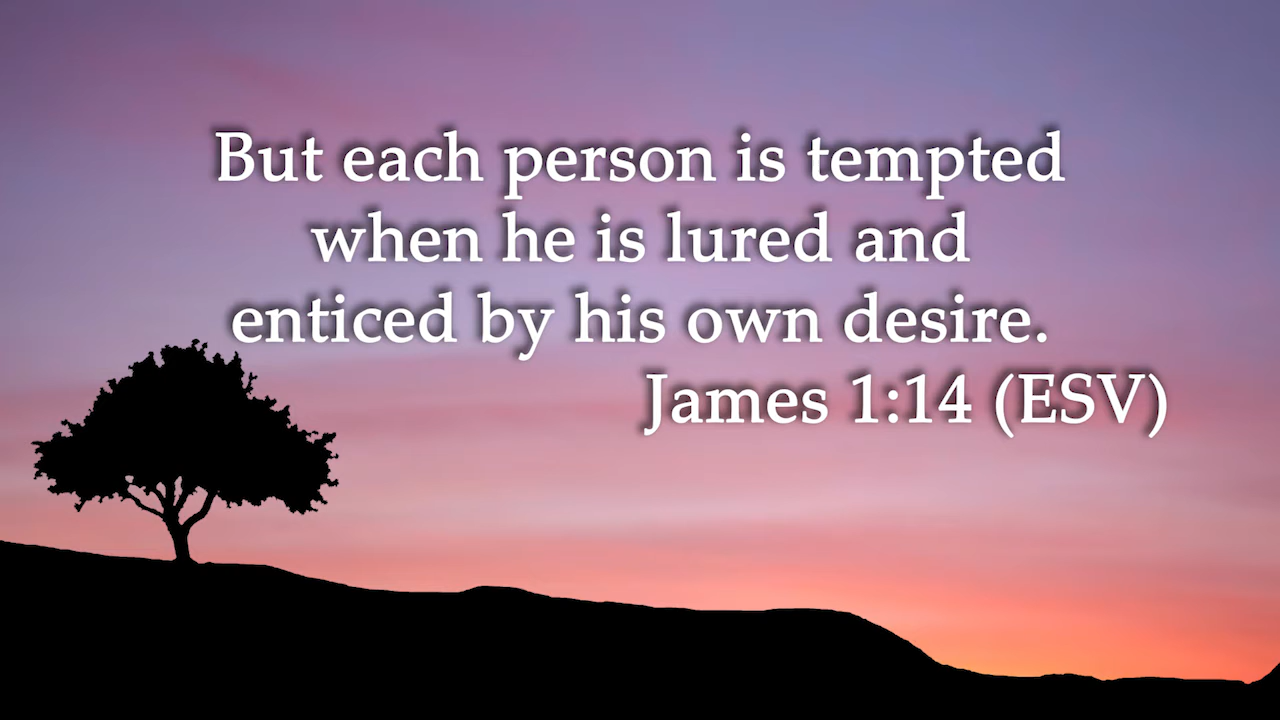 But each person is tempted
when he is lured and
enticed by his own desire.
James 1:14 (ESV)